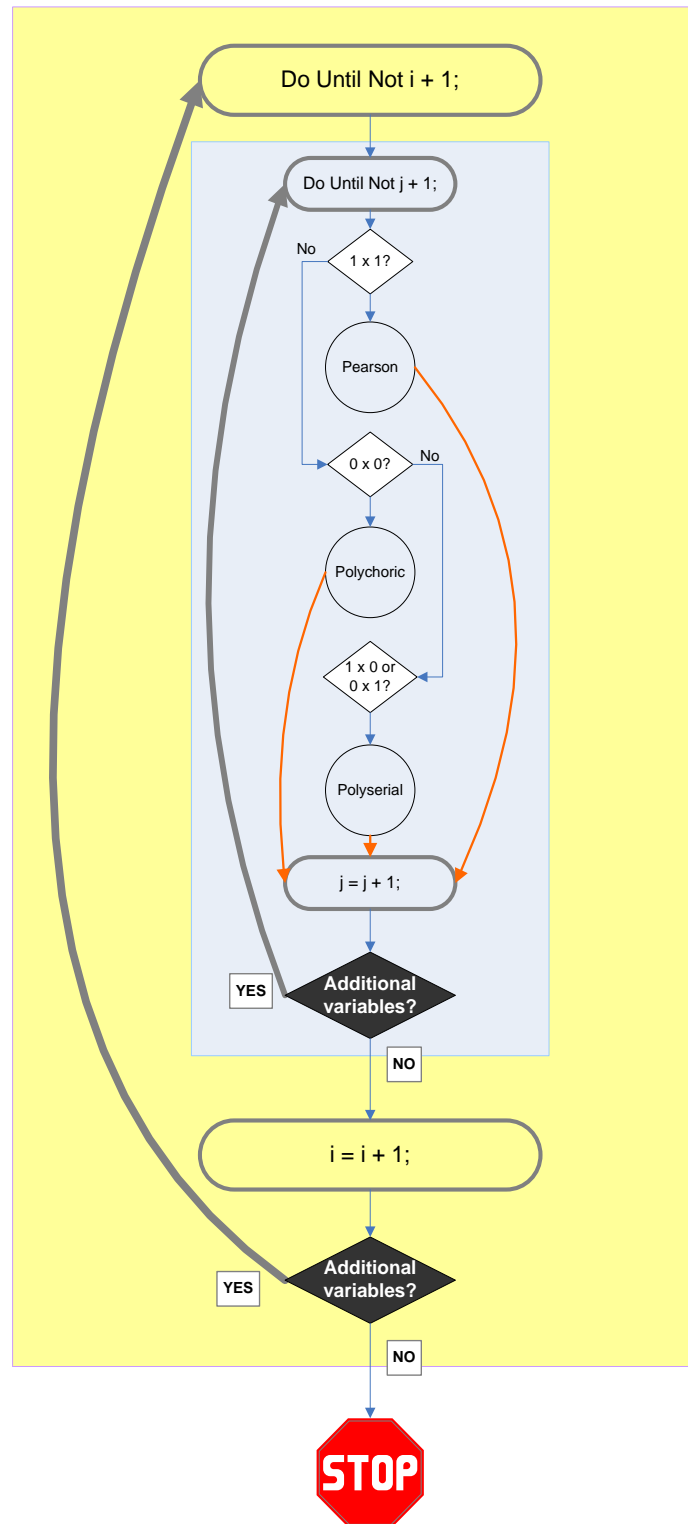 Do Until Not i + 1;
Do Until Not j + 1;
No
1 x 1?
Pearson
0 x 0?
No
Polychoric
1 x 0 or
0 x 1?
Polyserial
j = j + 1;
YES
Additional
variables?
NO
i = i + 1;
Additional
variables?
YES
NO
STOP